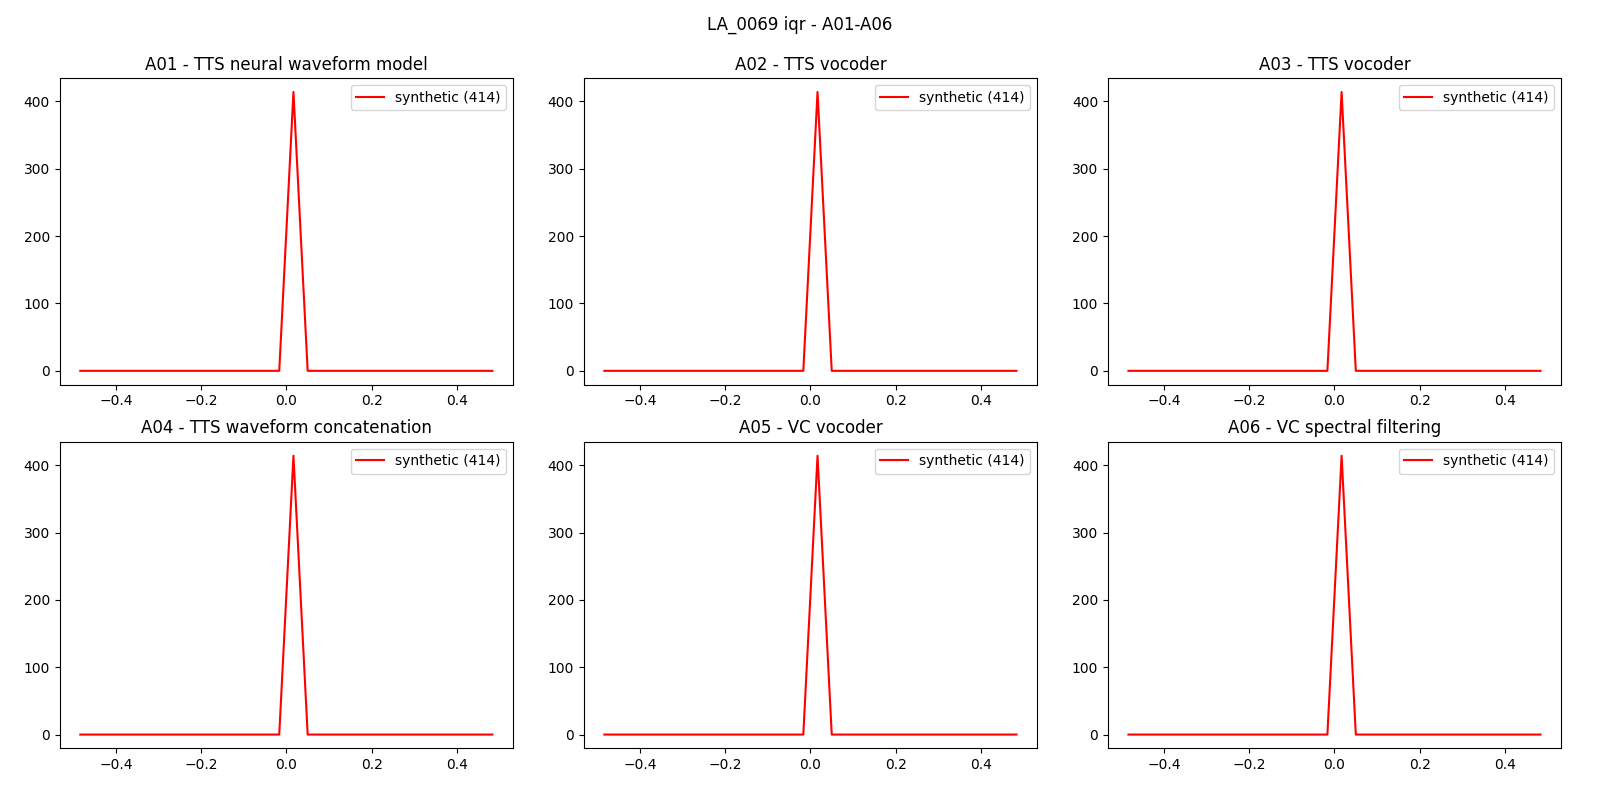 LA_0069 iqr - A01-A06
A01 - TTS neural waveform model
synthetic (414)
400
300
200
100
0
−0.4 −0.2 0.0 0.2 0.4
A02 - TTS vocoder
synthetic (414)
400
300
200
100
0
−0.4 −0.2 0.0 0.2 0.4
A03 - TTS vocoder
synthetic (414)
400
300
200
100
0
−0.4 −0.2 0.0 0.2 0.4
A04 - TTS waveform concatenation
synthetic (414)
400
300
200
100
0
−0.4 −0.2 0.0 0.2 0.4
A05 - VC vocoder
synthetic (414)
400
300
200
100
0
−0.4 −0.2 0.0 0.2 0.4
A06 - VC spectral filtering
synthetic (414)
400
300
200
100
0
−0.4 −0.2 0.0 0.2 0.4